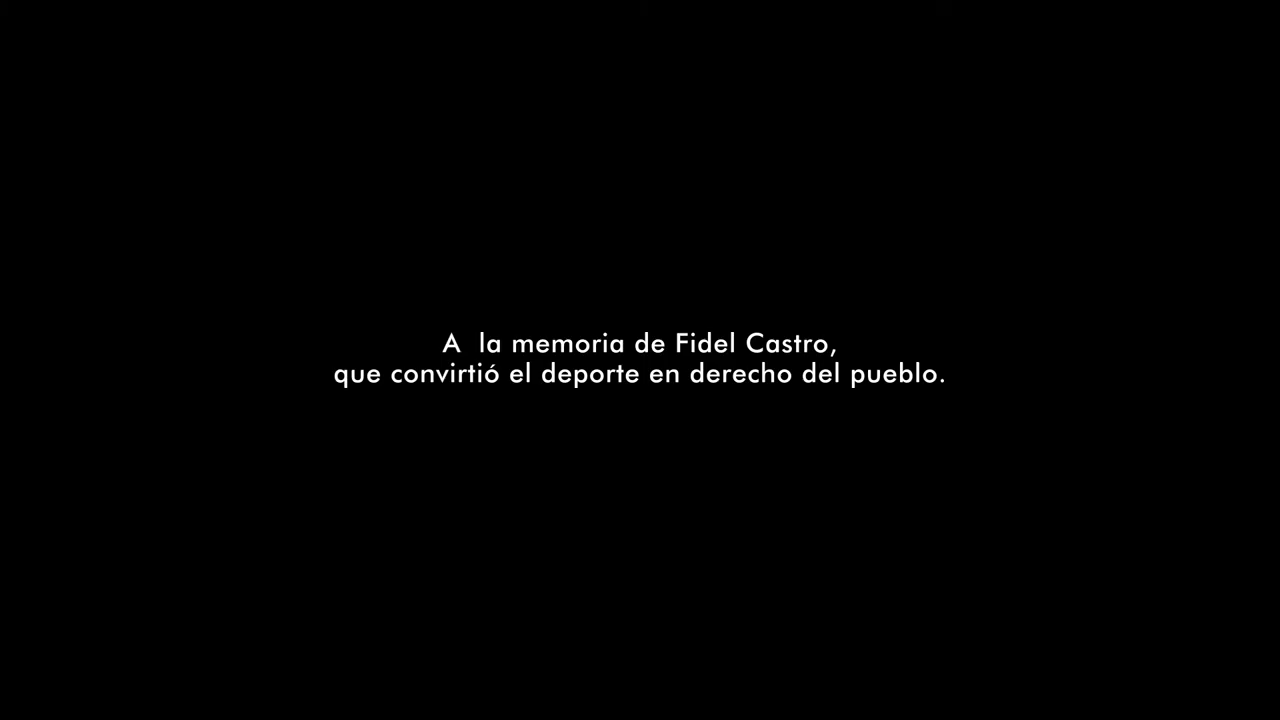 A  la memoria de Fidel Castro,
que convirtió el deporte en derecho del pueblo.